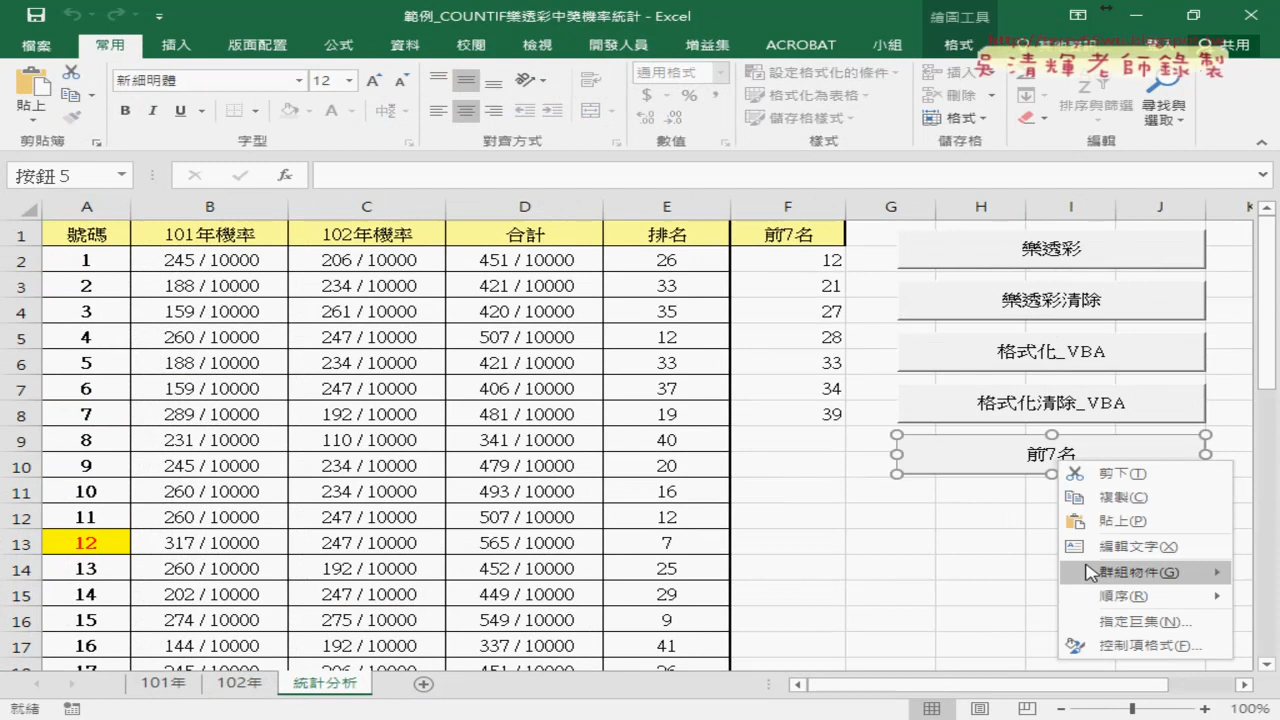 範例_COUNTIF樂透彩中獎機率統計 - Excel
繪圖工具
檔案 常用 插入 版面配置 公式 資料 校閱 檢視 開發人員 增益集 ACROBAT 小組 格式 共用
吳清輝老師錄製
貼上
新細明體 12
B I U
通用格式
$ % ,
設定格式化的條件
格式化為表格
儲存格樣式
插入
刪除
格式
排序與篩選
尋找與選取
剪貼簿 字型 對齊方式 數值 樣式 儲存格 編輯
按鈕 5
fx
A B C D E F G H I J K
1 號碼 101年機率 102年機率 合計 排名 前7名
2 1 245 / 10000 206 / 10000 451 / 10000 26 12
3 2 188 / 10000 234 / 10000 421 / 10000 33 21
4 3 159 / 10000 261 / 10000 420 / 10000 35 27
5 4 260 / 10000 247 / 10000 507 / 10000 12 28
6 5 188 / 10000 234 / 10000 421 / 10000 33 33
7 6 159 / 10000 247 / 10000 406 / 10000 37 34
8 7 289 / 10000 192 / 10000 481 / 10000 19 39
9 8 231 / 10000 110 / 10000 341 / 10000 40
10 9 245 / 10000 234 / 10000 479 / 10000 20
11 10 260 / 10000 234 / 10000 493 / 10000 16
12 11 260 / 10000 247 / 10000 507 / 10000 12
13 12 317 / 10000 247 / 10000 565 / 10000 7
14 13 260 / 10000 192 / 10000 452 / 10000 25
15 14 202 / 10000 247 / 10000 449 / 10000 29
16 15 274 / 10000 275 / 10000 549 / 10000 9
17 16 144 / 10000 192 / 10000 337 / 10000 41
17 245 / 10000 206 / 10000 451 / 10000 26
樂透彩
樂透彩清除
格式化_VBA
格式化清除_VBA
前7名
剪下(T)
複製(C)
貼上(P)
編輯文字(X)
群組物件(G)
順序(R)
指定巨集(N)...
控制項格式(F)...
101年 102年 統計分析
就緒
100%